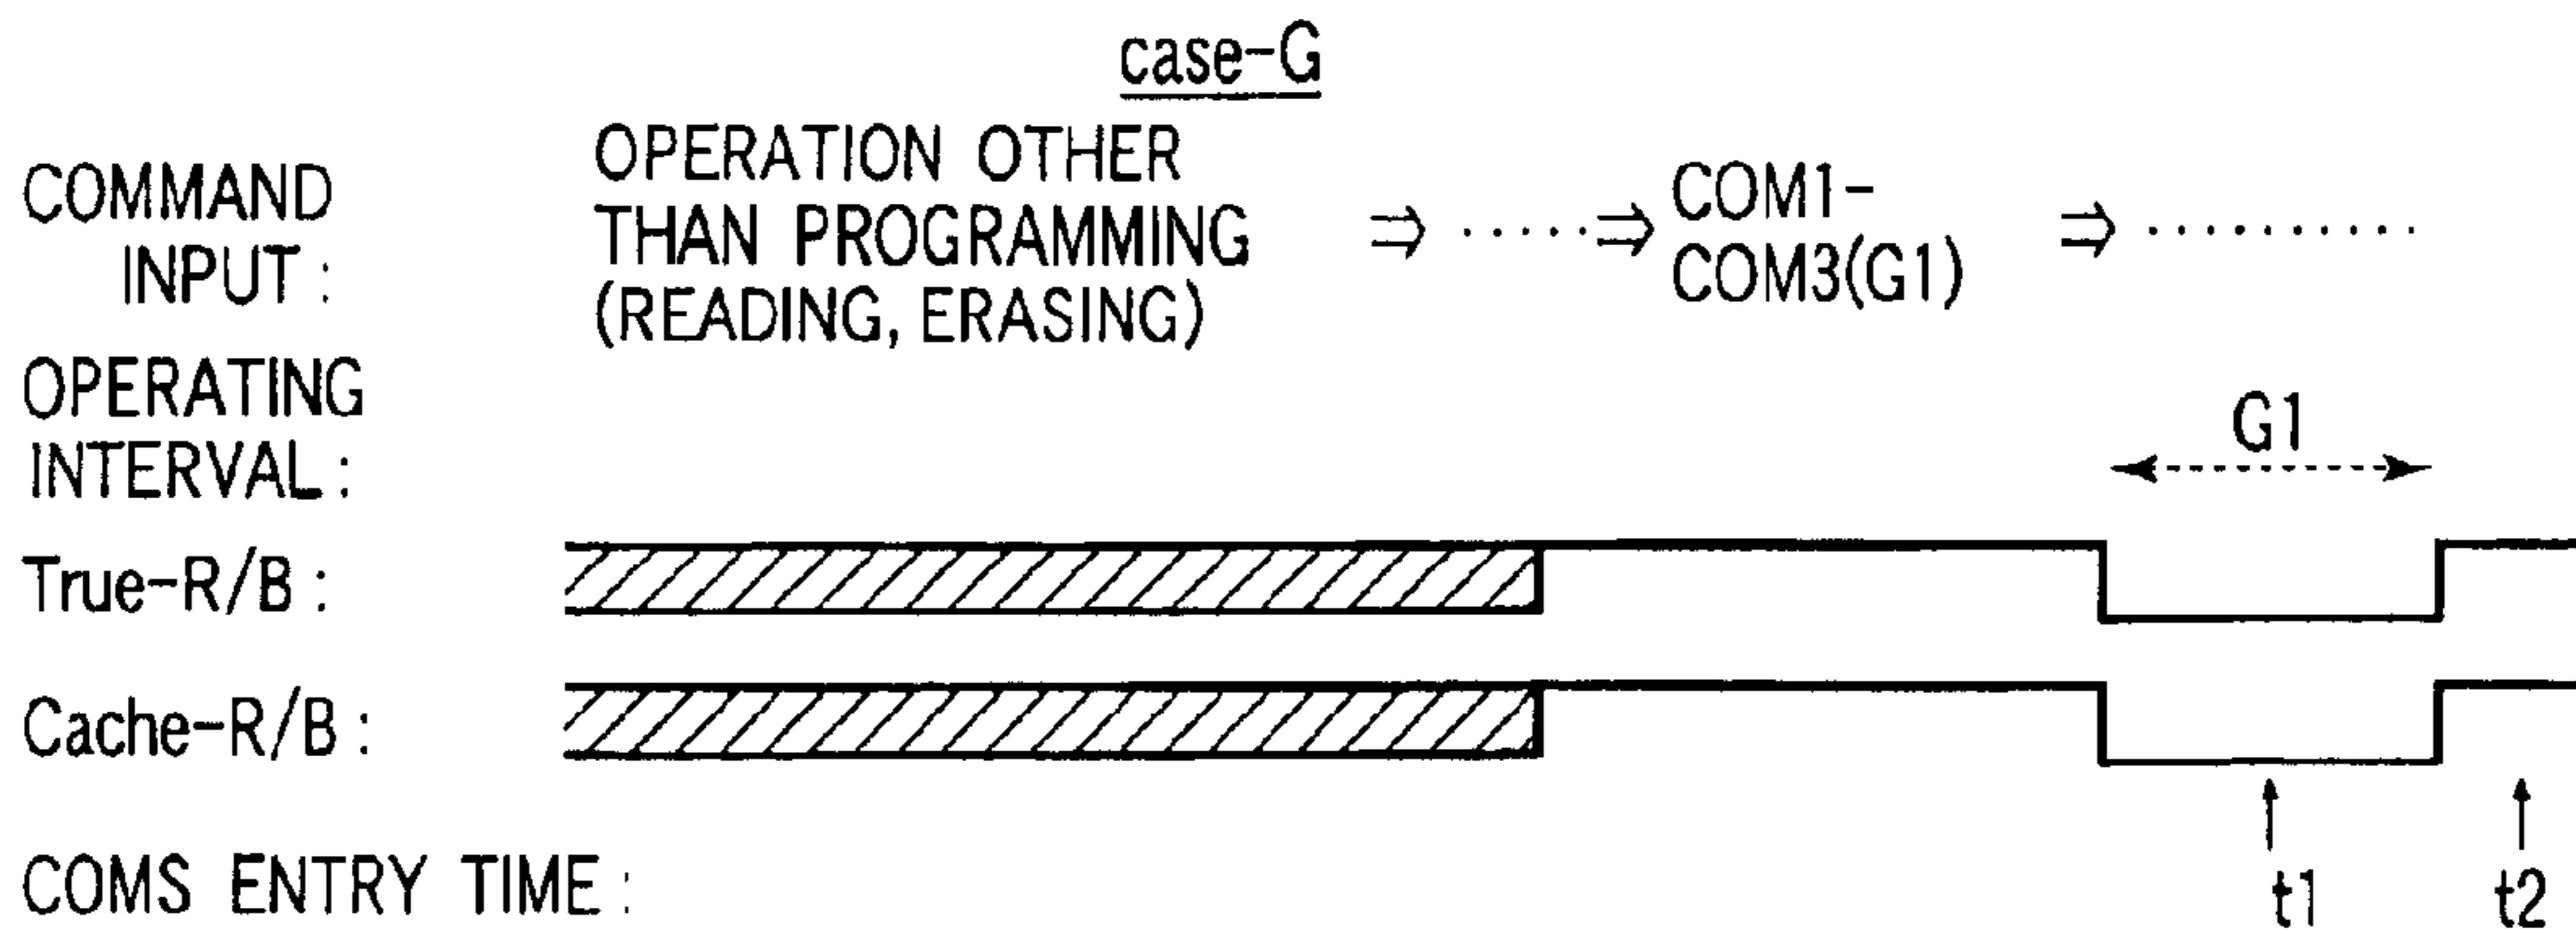 case-G
COMMAND
INPUT :
OPERATION OTHER
THAN PROGRAMMING
(READING, ERASING)
⇒ ·····⇒
COM1-
COM3(G1)
⇒ ··········
OPERATING
INTERVAL :
G1
True-R/B :
Cache-R/B :
COMS ENTRY TIME :
t1
t2